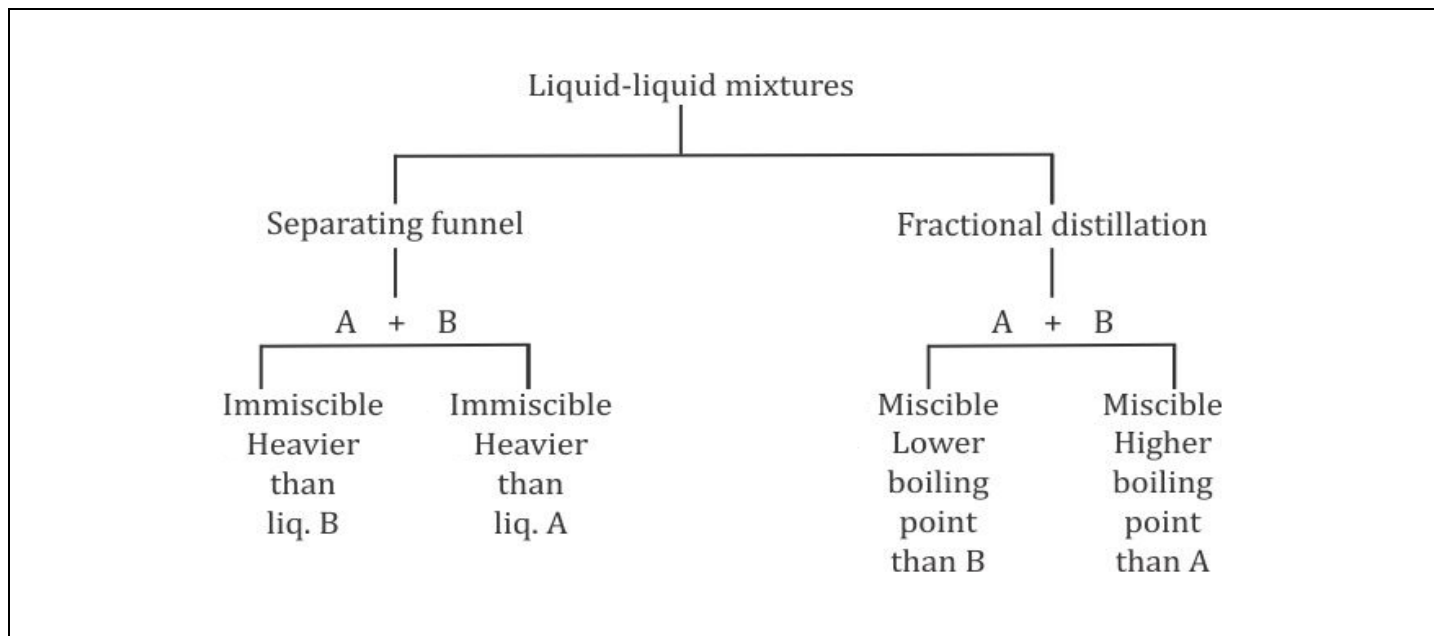 Liquid-liquid mixtures
Separating funnel
Fractional distillation
A + B
A + B
Immiscible
Heavier
than
liq. B
Immiscible
Heavier
than
liq. A
Miscible
Lower
boiling
point
than B
Miscible
Higher
boiling
point
than A